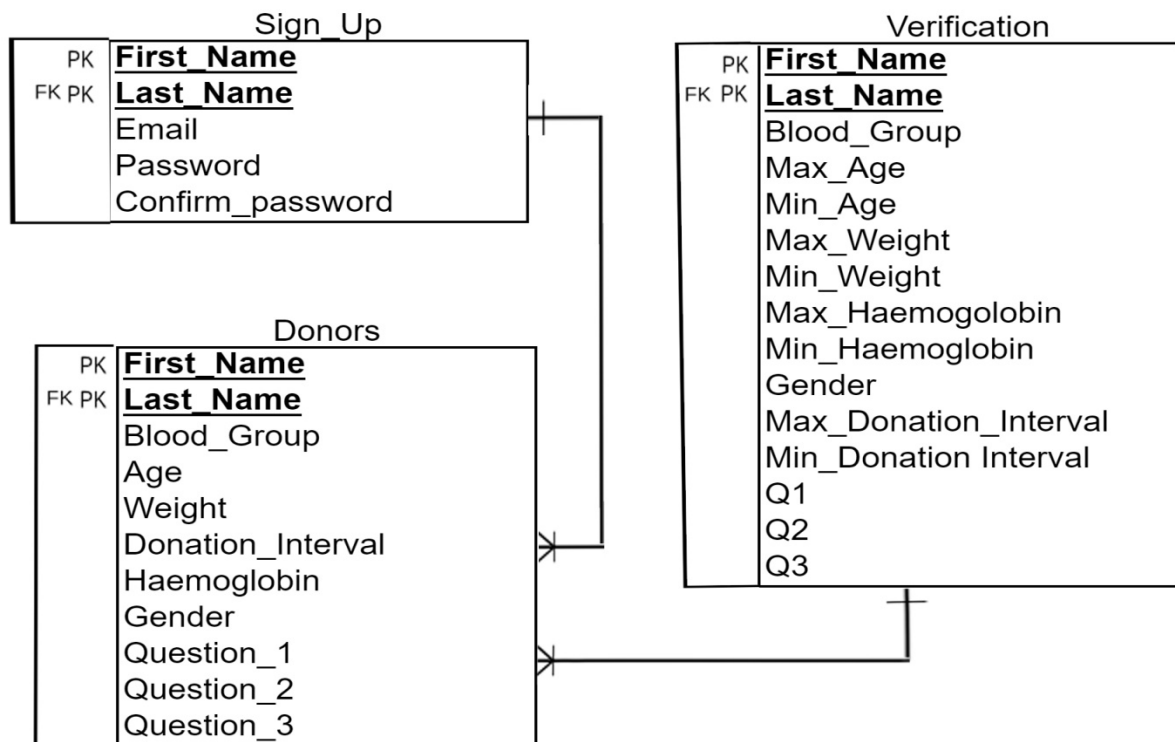 Sign_Up
PK First_Name
FK PK Last_Name
Email
Password
Confirm_password
Verification
PK First_Name
FK PK Last_Name
Blood_Group
Max_Age
Min_Age
Max_Weight
Min_Weight
Max_Haemogolobin
Min_Haemoglobin
Gender
Max_Donation_Interval
Min_Donation Interval
Q1
Q2
Q3
Donors
PK First_Name
FK PK Last_Name
Blood_Group
Age
Weight
Donation_Interval
Haemoglobin
Gender
Question_1
Question_2
Question_3